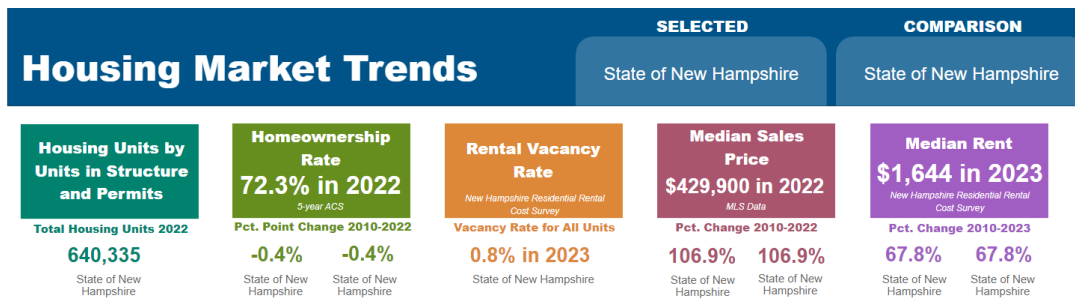 SELECTED
COMPARISON
Housing Market Trends
State of New Hampshire
State of New Hampshire
Housing Units by
Units in Structure
and Permits
Total Housing Units 2022
640,335
State of New
Hampshire
Homeownership
Rate
72.3% in 2022
5-year ACS
Pct. Point Change 2010-2022
-0.4%
-0.4%
State of New
Hampshire
State of New
Hampshire
Rental Vacancy
Rate
New Hampshire Residential Rental
Cost Survey
Vacancy Rate for All Units
0.8% in 2023
State of New
Hampshire
Median Sales
Price
$429,900 in 2022
MLS Data
Pct. Change 2010-2022
106.9%
106.9%
State of New
Hampshire
State of New
Hampshire
Median Rent
$1,644 in 2023
New Hampshire Residential Rental
Cost Survey
Pct. Change 2010-2023
67.8%
67.8%
State of New
Hampshire
State of New
Hampshire